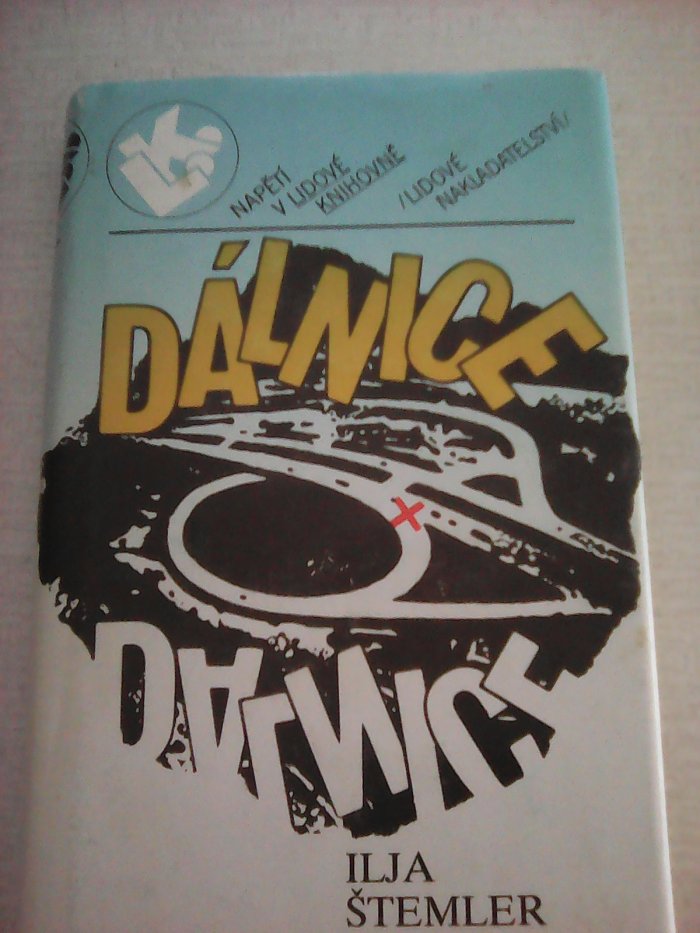 NAPĚTÍ
V LIDOVÉ
KNIHOVNĚ
/LIDOVÉ
NAKLADATELSTVÍ/
DÁLNICE
DÁLNICE
ILJA
ŠTEMLER